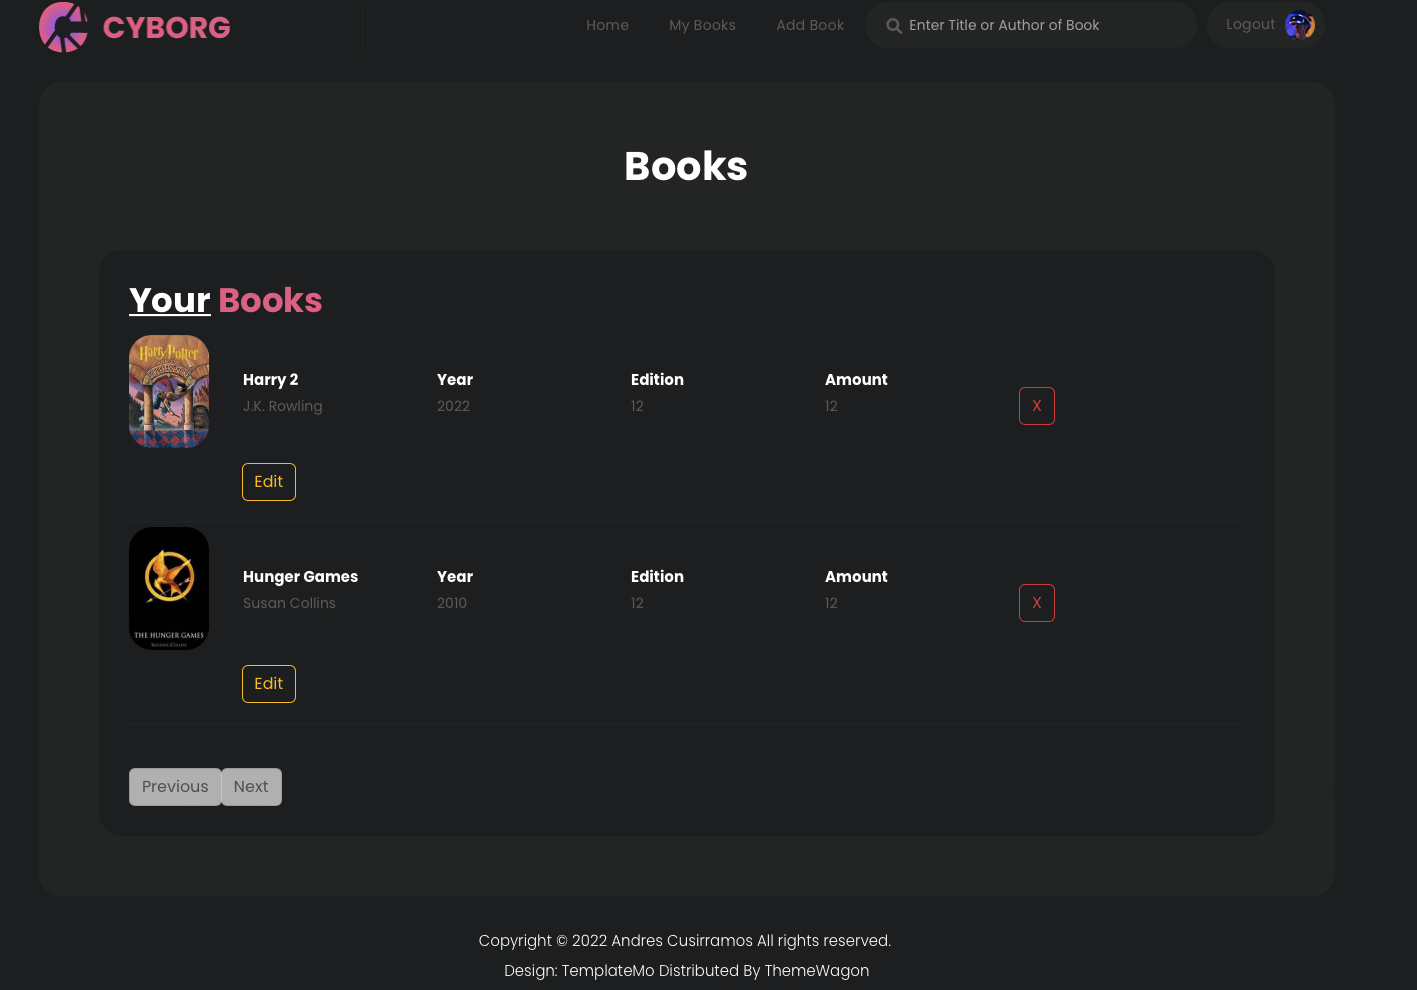 CYBORG
Home My Books Add Book Enter Title or Author of Book Logout
Books
Your Books
Harry Potter
Harry 2 Year Edition Amount
J.K. Rowling 2022 12 12 X
Edit
THE HUNGER GAMES
Hunger Games Year Edition Amount
Susan Collins 2010 12 12 X
Edit
Previous Next
Copyright © 2022 Andres Cusirramos All rights reserved.
Design: TemplateMo Distributed By ThemeWagon